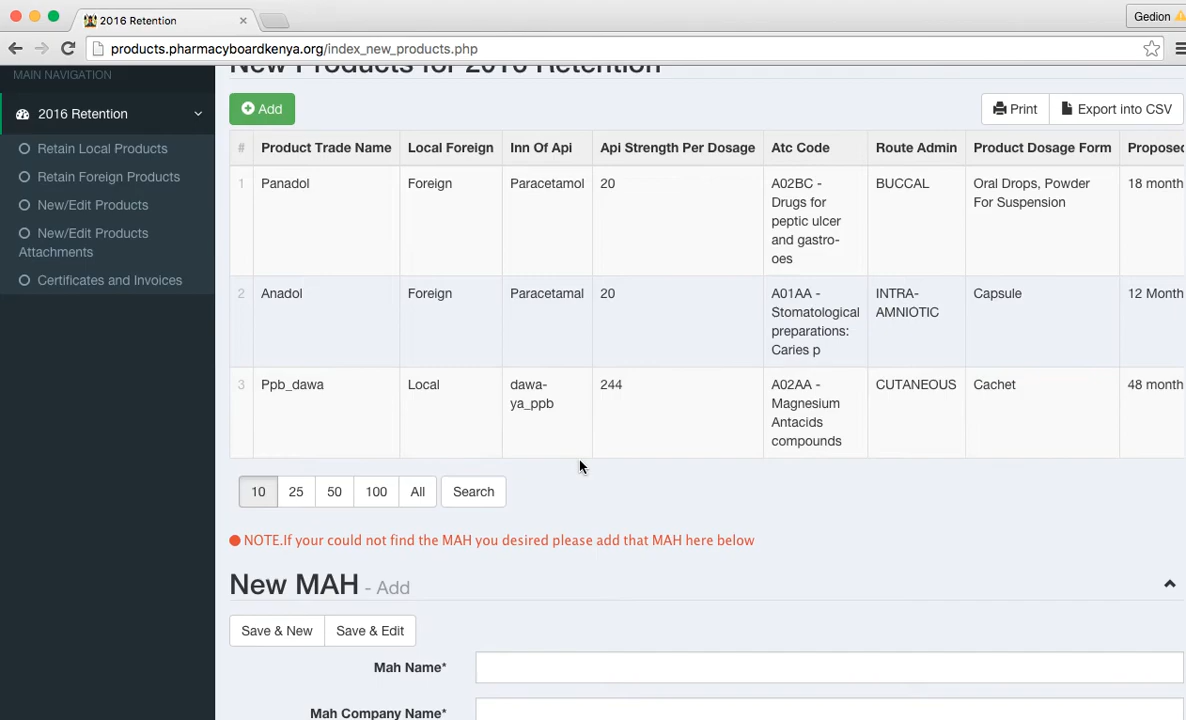 2016 Retention
Gedion
products.pharmacyboardkenya.org/index_new_products.php
MAIN NAVIGATION
2016 Retention
Retain Local Products
Retain Foreign Products
New/Edit Products
New/Edit Products
Attachments
Certificates and Invoices
New Products for 2016 Retention
Add
Print
Export into CSV
# Product Trade Name Local Foreign Inn Of Api Api Strength Per Dosage Atc Code Route Admin Product Dosage Form Proposed
1 Panadol Foreign Paracetamol 20 A02BC - BUCCAL Oral Drops, Powder 18 month
Drugs for For Suspension
peptic ulcer
and gastro-
oes
2 Anadol Foreign Paracetamal 20 A01AA - INTRA- Capsule 12 Month
Stomatological AMNIOTIC
preparations:
Caries p
3 Ppb_dawa Local dawa- 244 A02AA - CUTANEOUS Cachet 48 month
ya_ppb Magnesium
Antacids
compounds
10 25 50 100 All Search
NOTE.If your could not find the MAH you desired please add that MAH here below
New MAH - Add
Save & New Save & Edit
Mah Name*
Mah Company Name*